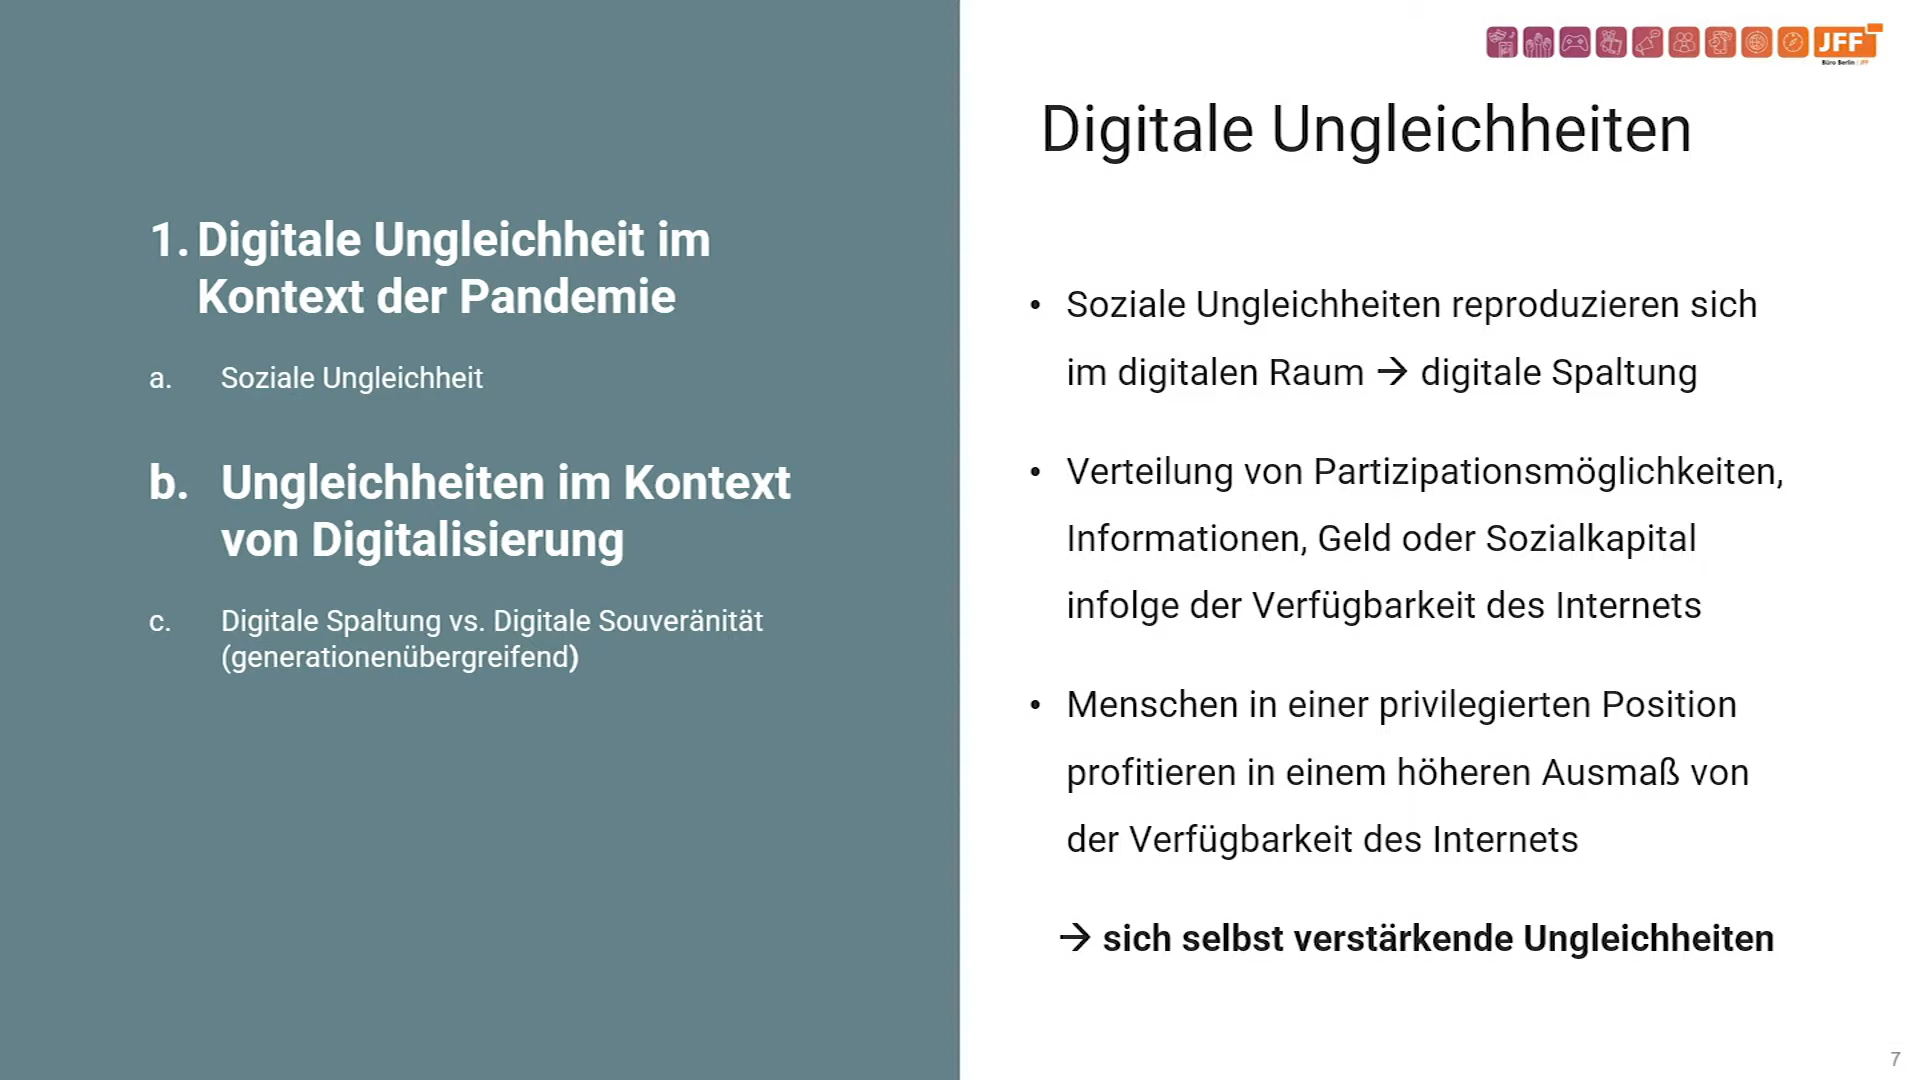 1. Digitale Ungleichheit im
Kontext der Pandemie
a. Soziale Ungleichheit
b. Ungleichheiten im Kontext
von Digitalisierung
c. Digitale Spaltung vs. Digitale Souveränität
(generationenübergreifend)
JFF
Büro Berlin | JFF
Digitale Ungleichheiten
• Soziale Ungleichheiten reproduzieren sich
im digitalen Raum → digitale Spaltung
• Verteilung von Partizipationsmöglichkeiten,
Informationen, Geld oder Sozialkapital
infolge der Verfügbarkeit des Internets
• Menschen in einer privilegierten Position
profitieren in einem höheren Ausmaß von
der Verfügbarkeit des Internets
→ sich selbst verstärkende Ungleichheiten
7